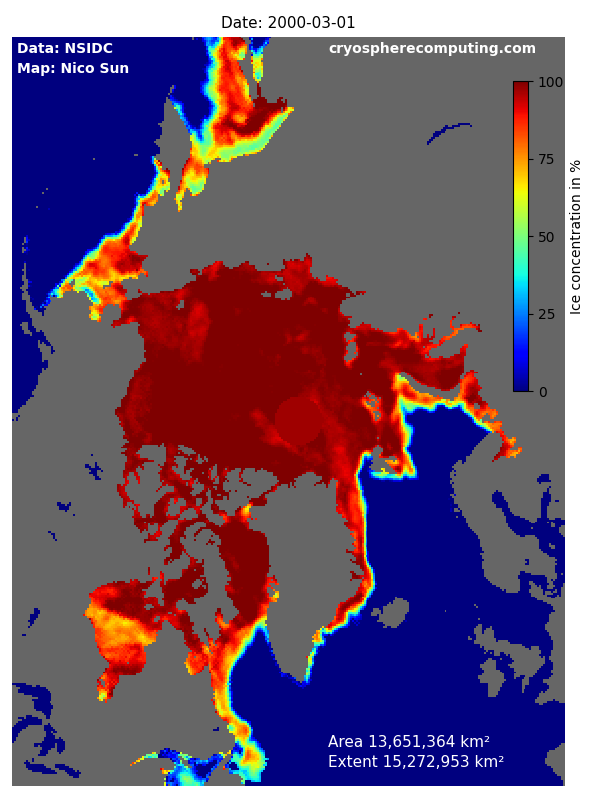 Date: 2000-03-01
Data: NSIDC
Map: Nico Sun
cryospherecomputing.com
100
75
50
25
0
Ice concentration in %
Area 13,651,364 km²
Extent 15,272,953 km²